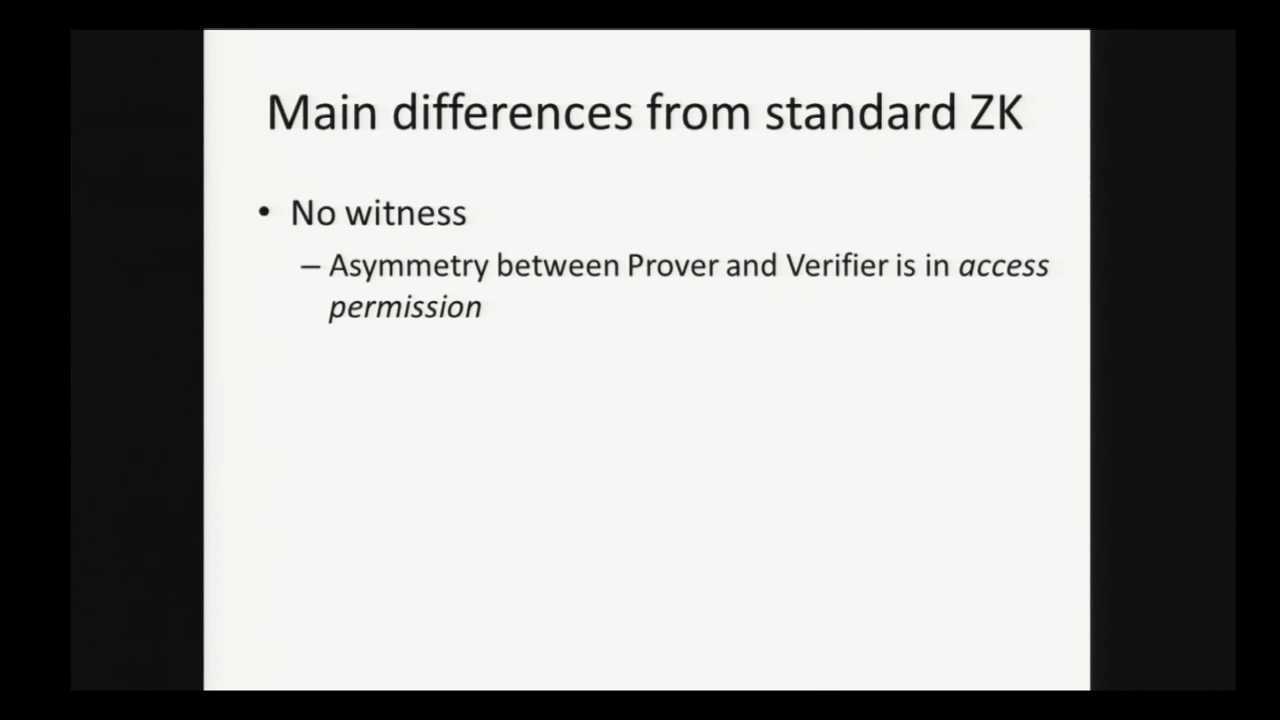 Main differences from standard ZK
• No witness
– Asymmetry between Prover and Verifier is in access
permission